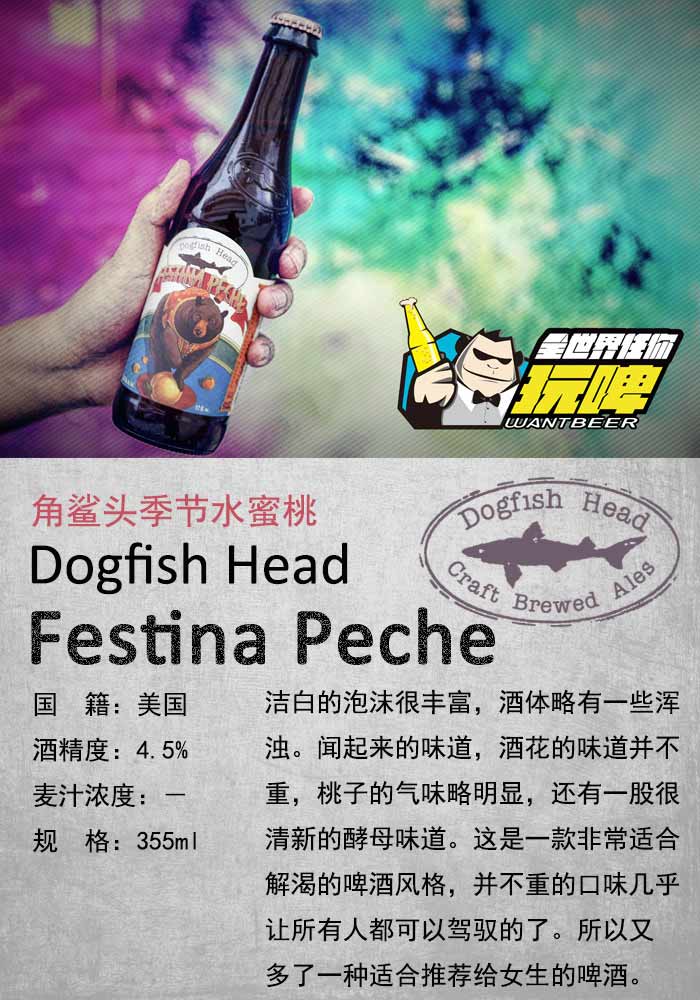 Dogfish Head
FESTINA PECHE
全世界任你
玩啤
WANTBEER
角鲨头季节水蜜桃
Dogfish Head
Festina Peche
Dogfish Head
Craft Brewed Ales
国 籍：美国
酒精度：4.5%
麦汁浓度：—
规 格：355ml
洁白的泡沫很丰富，酒体略有一些浑
浊。闻起来的味道，酒花的味道并不
重，桃子的气味略明显，还有一股很
清新的酵母味道。这是一款非常适合
解渴的啤酒风格，并不重的口味几乎
让所有人都可以驾驭的了。所以又
多了一种适合推荐给女生的啤酒。